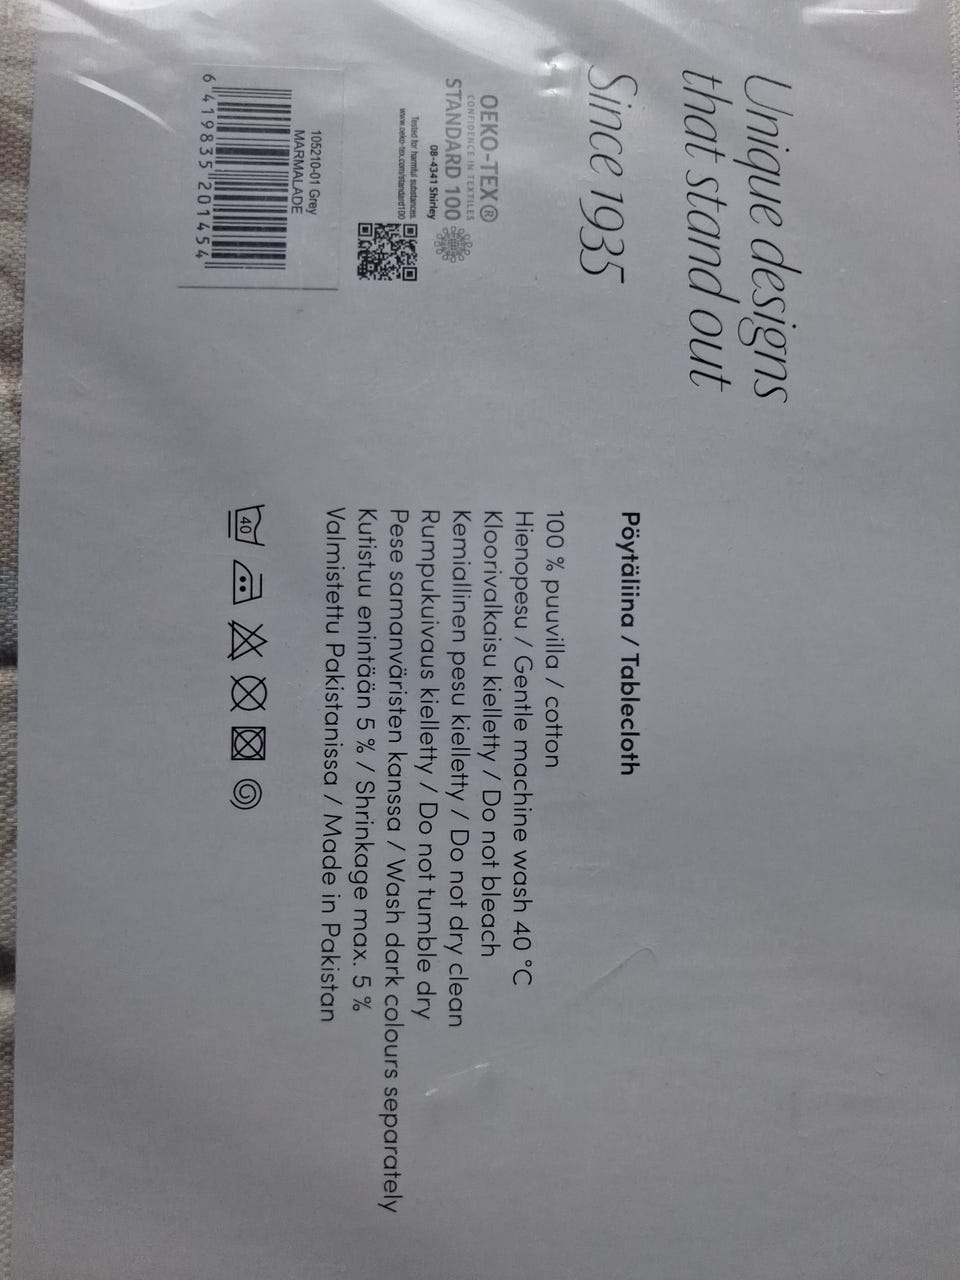 Unique designs
that stand out
Since 1935
OEKO-TEX®
CONFIDENCE IN TEXTILES
STANDARD 100
08-4341 Shirley
Tested for harmful substances.
www.oeko-tex.com/standard100
105210-01 Grey
MARMALADE
6 419835 201454
Pöytäliina / Tablecloth
100 % puuvilla / cotton
Hienopesu / Gentle machine wash 40 °C
Kloorivalkaisu kielletty / Do not bleach
Kemiallinen pesu kielletty / Do not dry clean
Rumpukuivaus kielletty / Do not tumble dry
Pese samanväristen kanssa / Wash dark colours separately
Kutistuu enintään 5 % / Shrinkage max. 5 %
Valmistettu Pakistanissa / Made in Pakistan
40